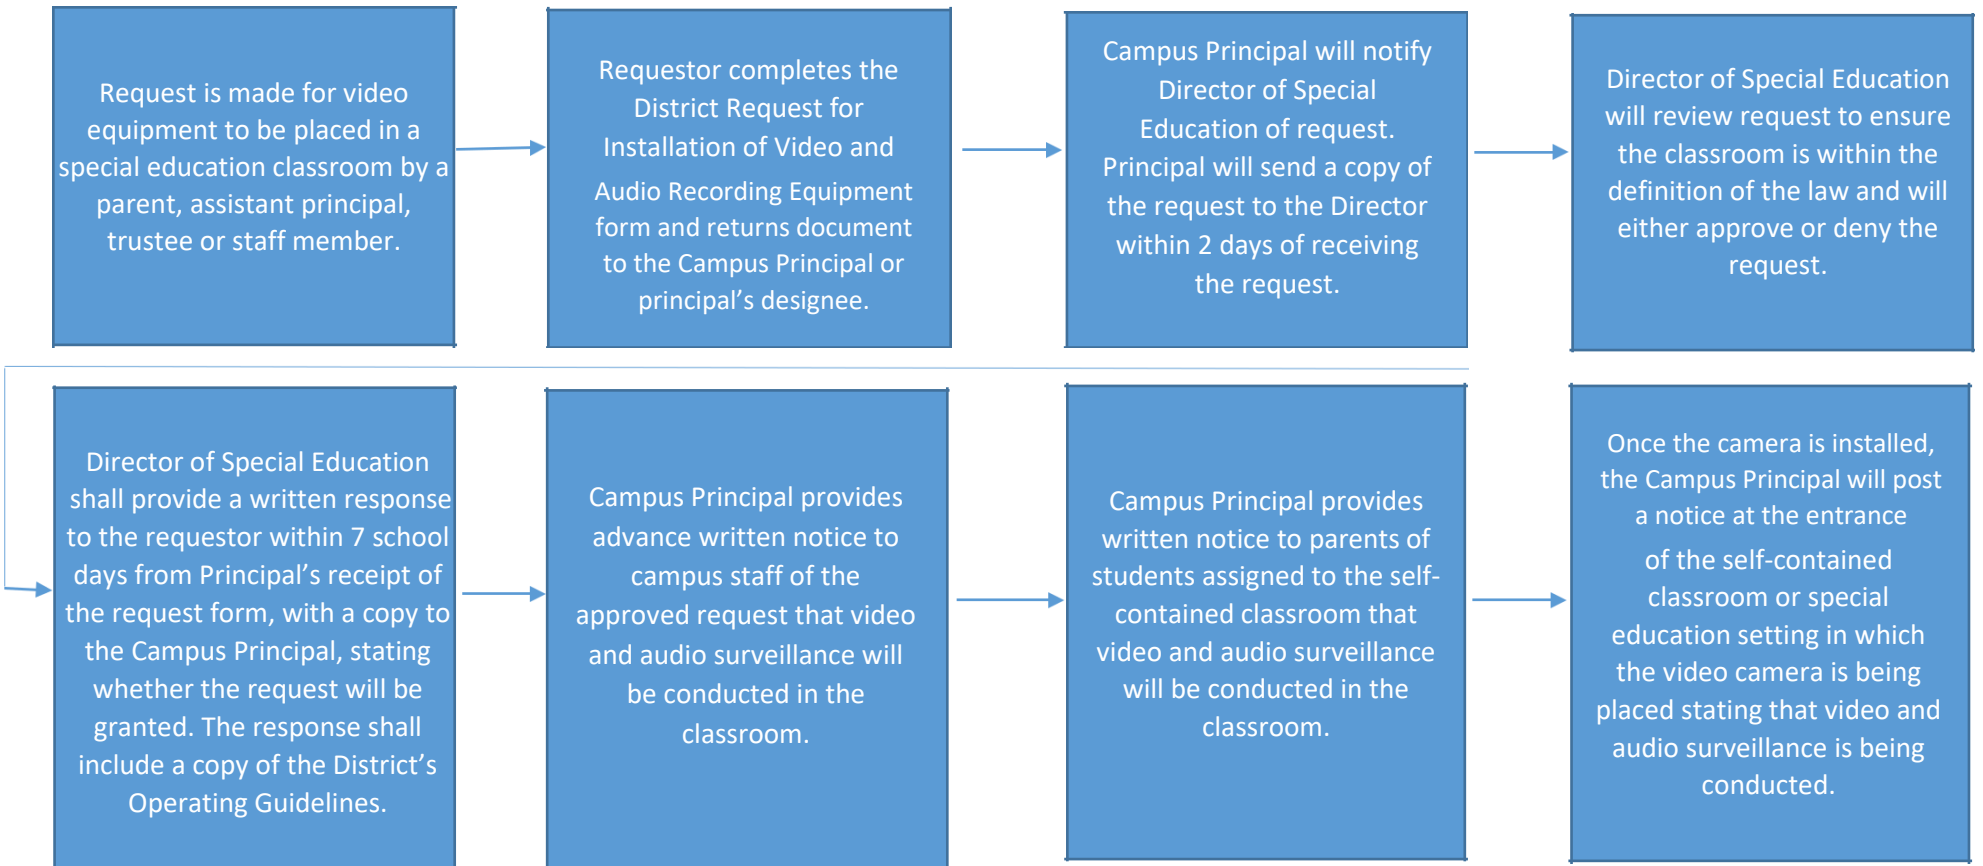 Request is made for video
equipment to be placed in a
special education classroom by a
parent, assistant principal,
trustee or staff member.
Requestor completes the
District Request for
Installation of Video and
Audio Recording Equipment
form and returns document
to the Campus Principal or
principal’s designee.
Campus Principal will notify
Director of Special
Education of request.
Principal will send a copy of
the request to the Director
within 2 days of receiving
the request.
Director of Special Education
will review request to ensure
the classroom is within the
definition of the law and will
either approve or deny the
request.
Director of Special Education
shall provide a written response
to the requestor within 7 school
days from Principal’s receipt of
the request form, with a copy to
the Campus Principal, stating
whether the request will be
granted. The response shall
include a copy of the District’s
Operating Guidelines.
Campus Principal provides
advance written notice to
campus staff of the
approved request that video
and audio surveillance will
be conducted in the
classroom.
Campus Principal provides
written notice to parents of
students assigned to the self-
contained classroom that
video and audio surveillance
will be conducted in the
classroom.
Once the camera is installed,
the Campus Principal will post
a notice at the entrance
of the self-contained
classroom or special
education setting in which
the video camera is being
placed stating that video and
audio surveillance is being
conducted.